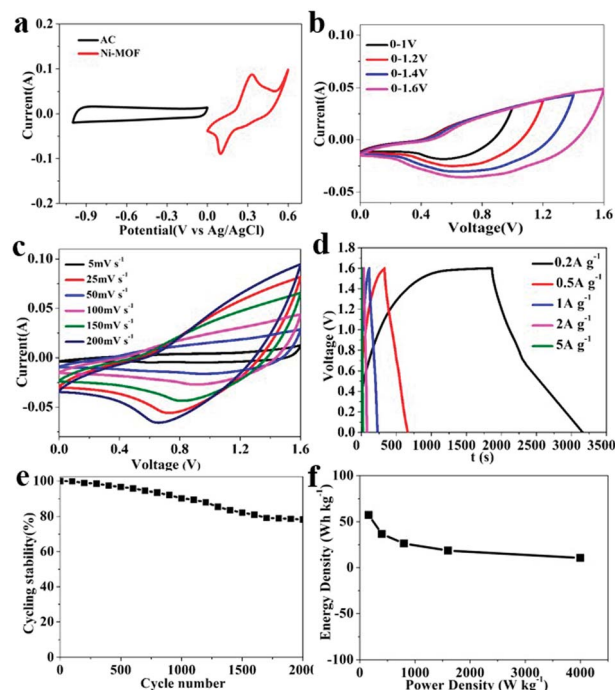 a
AC
Ni-MOF
Current(A)
0.2
0.1
0.0
-0.1
-0.2
-0.9 -0.6 -0.3 0.0 0.3 0.6
Potential(V vs Ag/AgCl)
b
0-1V
0-1.2V
0-1.4V
0-1.6V
Current(A)
0.10
0.05
0.00
-0.05
0.0 0.4 0.8 1.2 1.6
Voltage(V)
c
5mV s⁻¹
25mV s⁻¹
50mV s⁻¹
100mV s⁻¹
150mV s⁻¹
200mV s⁻¹
Current(A)
0.10
0.05
0.00
-0.05
0.0 0.4 0.8 1.2 1.6
Voltage (V)
d
0.2A g⁻¹
0.5A g⁻¹
1A g⁻¹
2A g⁻¹
5A g⁻¹
Voltage (V)
1.8
1.6
1.4
1.2
1.0
0.8
0.6
0.4
0.2
0.0
0 500 1000 1500 2000 2500 3000 3500
t (s)
e
Cycling stability(%)
100
80
60
40
20
0
0 500 1000 1500 2000
Cycle number
f
Energy Density (Wh kg⁻¹)
100
50
0
-50
-100
0 1000 2000 3000 4000
Power Density (W kg⁻¹)